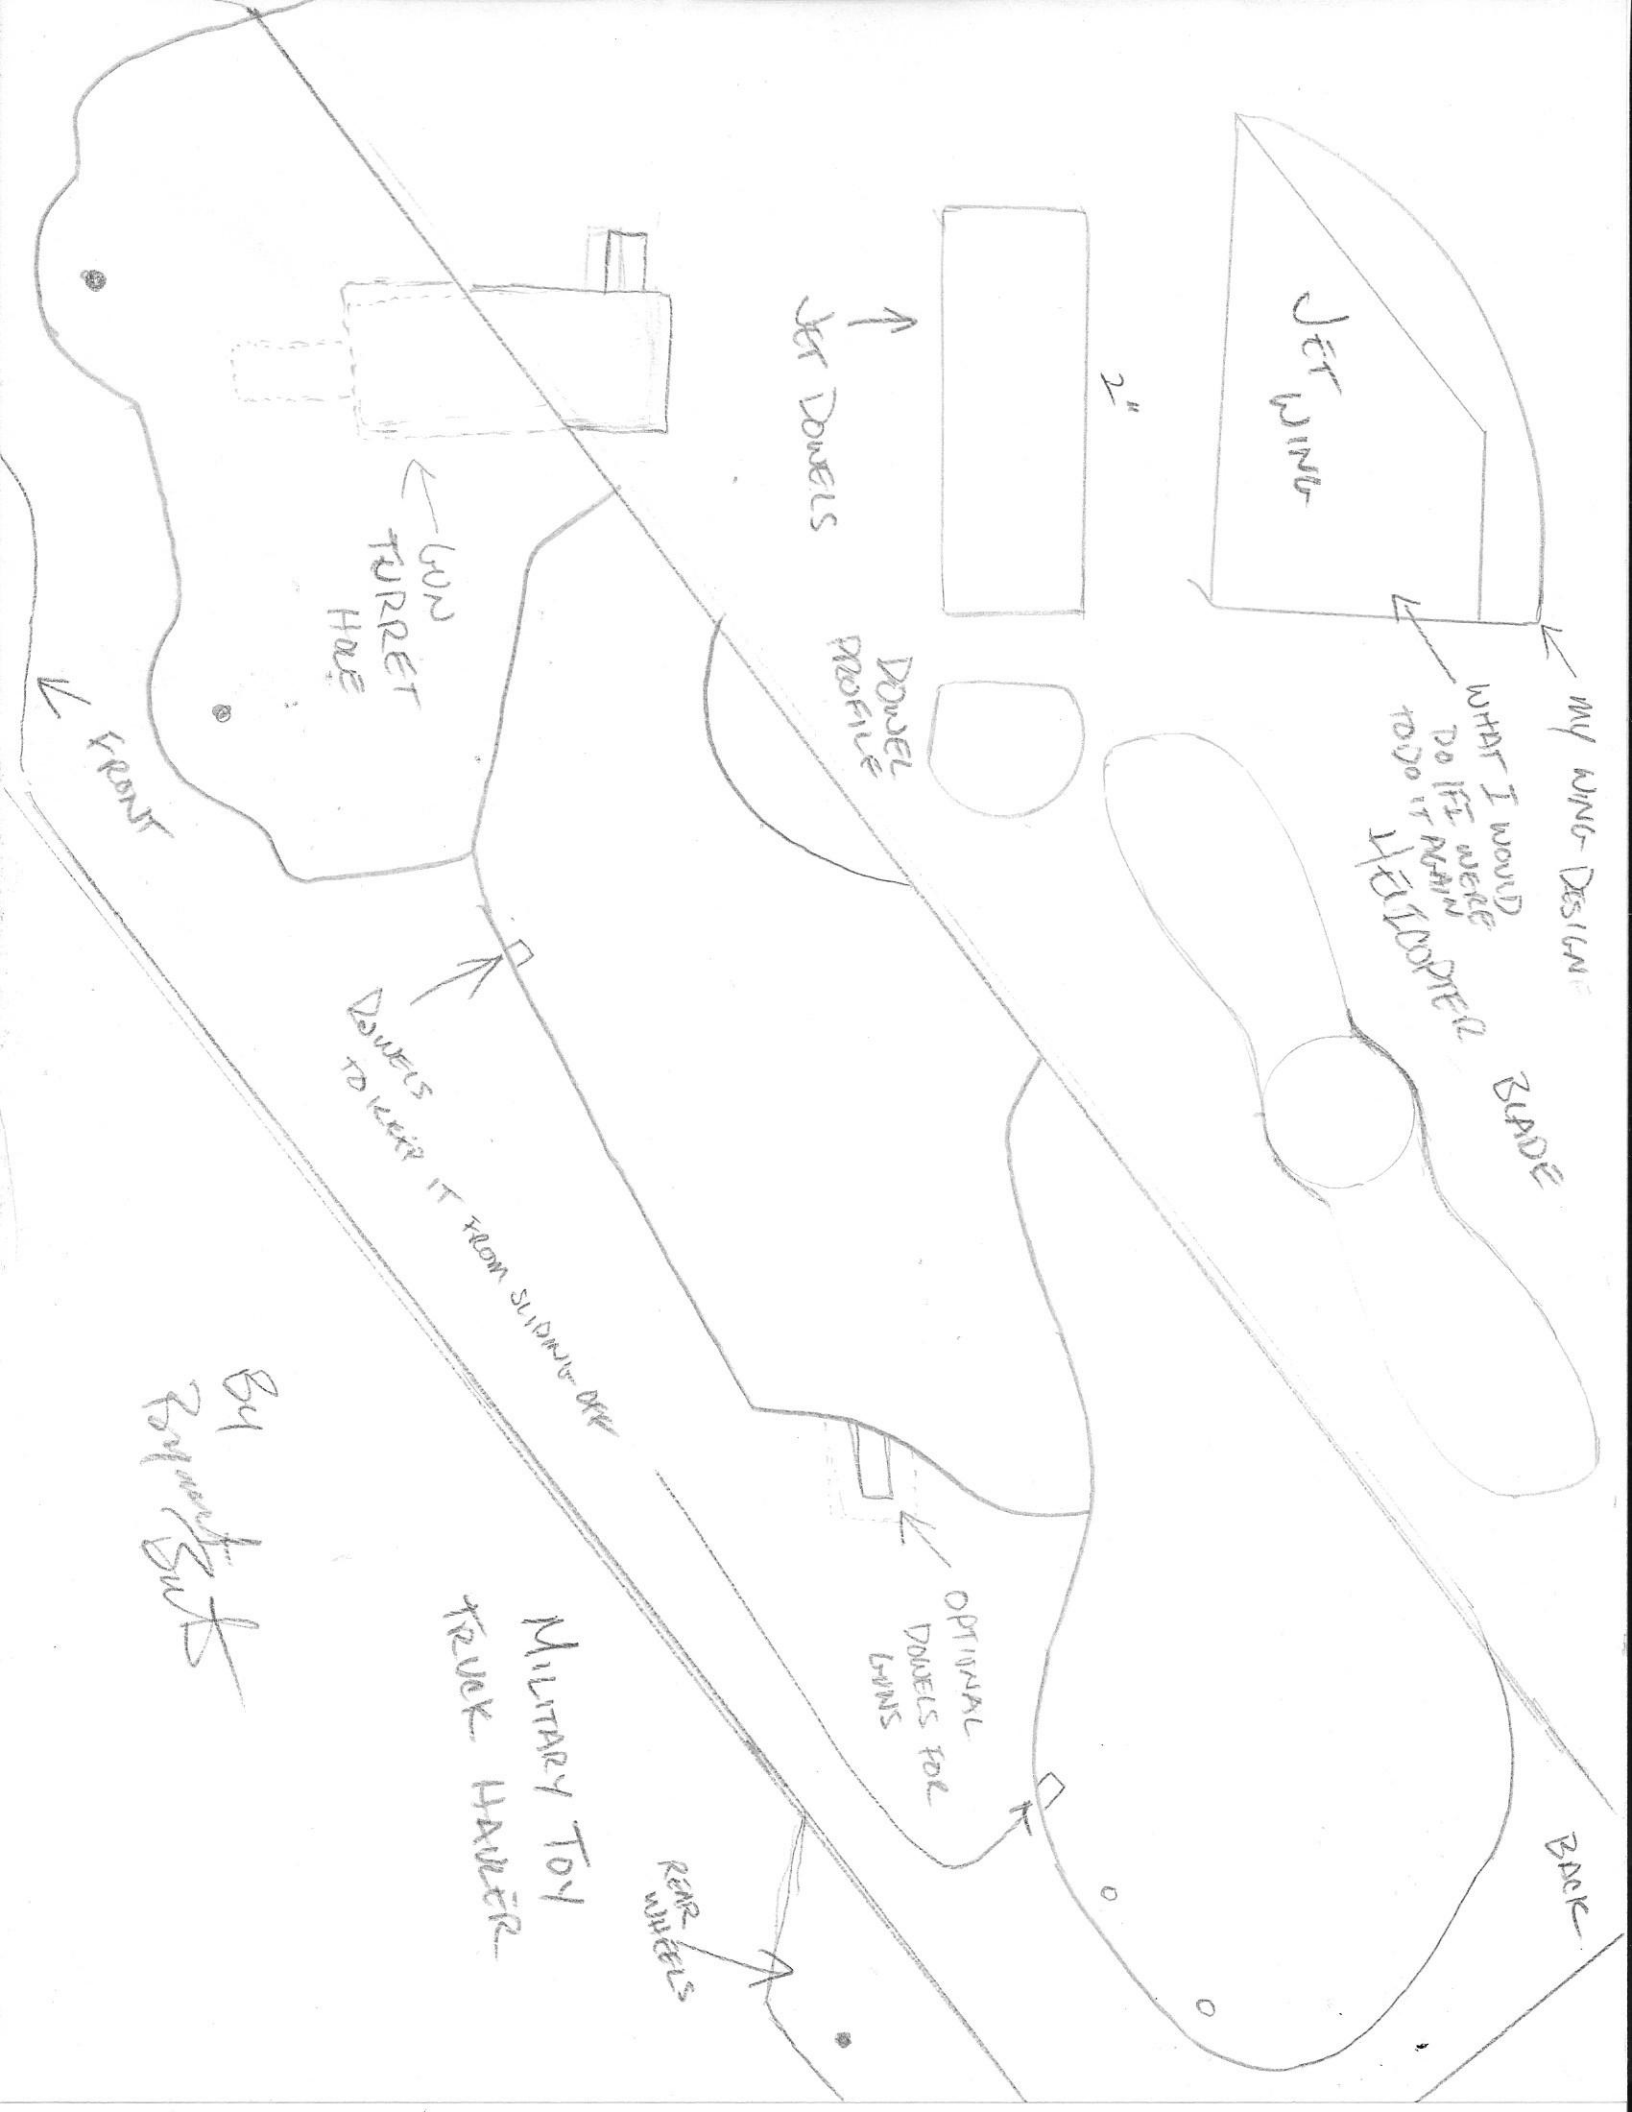 MY WING DESIGN
WHAT I WOULD
DO IF I WERE
TO DO IT AGAIN
JET
WING
HELICOPTER BLADE
2"
JET DOWELS
DOWEL
PROFILE
BACK
GUN
TURRET
HOLE
OPTIONAL
DOWELS FOR
GUNS
FRONT
DOWELS
TO KEEP IT FROM SLIDING OFF
REAR
WHEELS
MILITARY TOY
TRUCK HAULER
By